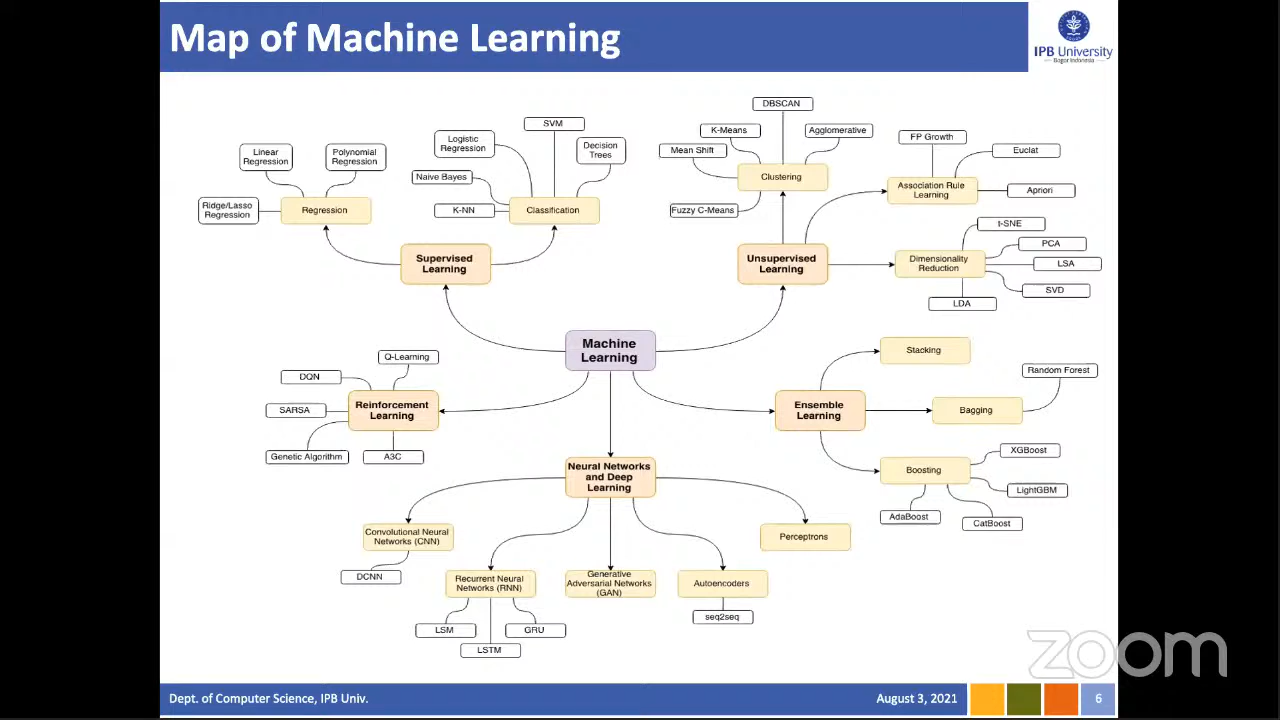 Map of Machine Learning
IPB University
Bogor Indonesia
DBSCAN
K-Means
Agglomerative
Mean Shift
Clustering
Fuzzy C-Means
SVM
Logistic
Regression
Decision
Trees
Naive Bayes
K-NN
Classification
Linear
Regression
Polynomial
Regression
Ridge/Lasso
Regression
Regression
FP Growth
Euclat
Association Rule
Learning
Apriori
t-SNE
PCA
Dimensionality
Reduction
LSA
SVD
LDA
Supervised
Learning
Unsupervised
Learning
Machine
Learning
Q-Learning
DQN
SARSA
Reinforcement
Learning
Genetic Algorithm
A3C
Stacking
Random Forest
Ensemble
Learning
Bagging
Boosting
XGBoost
LightGBM
AdaBoost
CatBoost
Neural Networks
and Deep
Learning
Convolutional Neural
Networks (CNN)
DCNN
Recurrent Neural
Networks (RNN)
LSM
LSTM
GRU
Generative
Adversarial Networks
(GAN)
Autoencoders
seq2seq
Perceptrons
zoom
Dept. of Computer Science, IPB Univ.
August 3, 2021
6